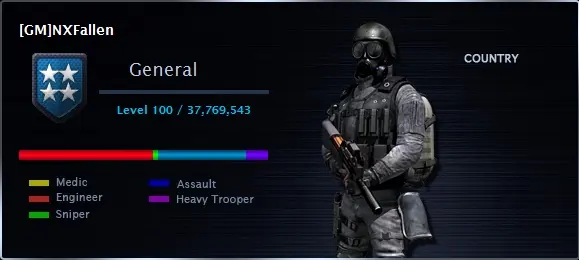 [GM]NXFallen
General
COUNTRY
Level 100 / 37,769,543
Medic
Assault
Engineer
Heavy Trooper
Sniper